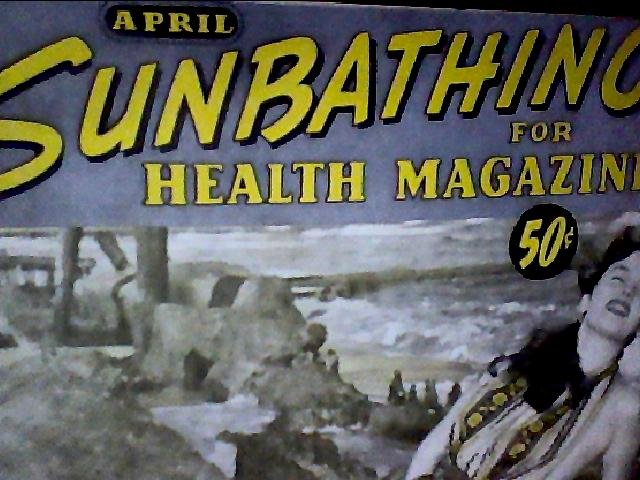 APRIL
SUNBATHING
FOR
HEALTH MAGAZINE
50¢